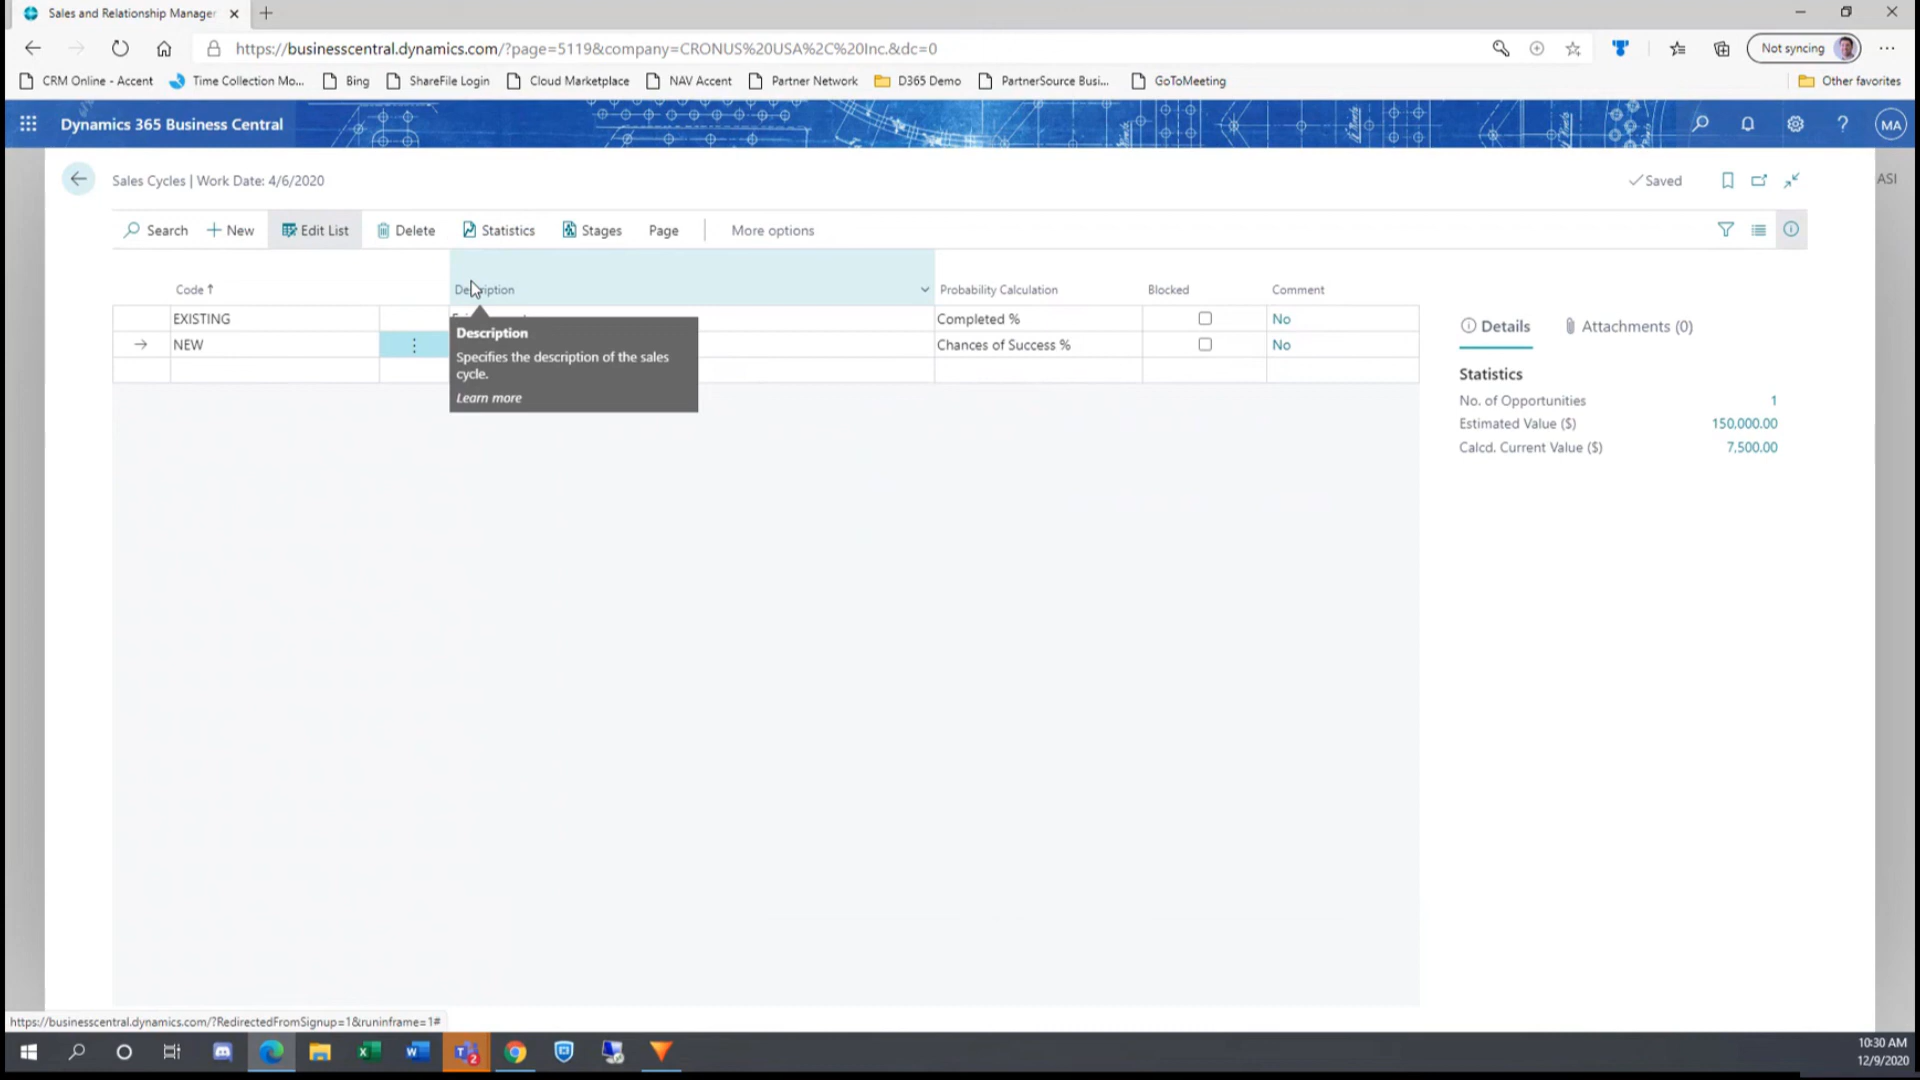 Sales and Relationship Manager
https://businesscentral.dynamics.com/?page=5119&company=CRONUS%20USA%2C%20Inc.&dc=0
Not syncing
CRM Online - Accent
Time Collection Mo...
Bing
ShareFile Login
Cloud Marketplace
NAV Accent
Partner Network
D365 Demo
PartnerSource Busi...
GoToMeeting
Other favorites
Dynamics 365 Business Central
MA
Sales Cycles | Work Date: 4/6/2020
Saved
ASI
Search
New
Edit List
Delete
Statistics
Stages
Page
More options
Code ↑
Description
Probability Calculation
Blocked
Comment
EXISTING
Completed %
No
NEW
Chances of Success %
No
Description
Specifies the description of the sales
cycle.
Learn more
Details
Attachments (0)
Statistics
No. of Opportunities 1
Estimated Value ($) 150,000.00
Calcd. Current Value ($) 7,500.00
https://businesscentral.dynamics.com/?RedirectedFromSignup=1&runinframe=1#
2
10:30 AM
12/9/2020